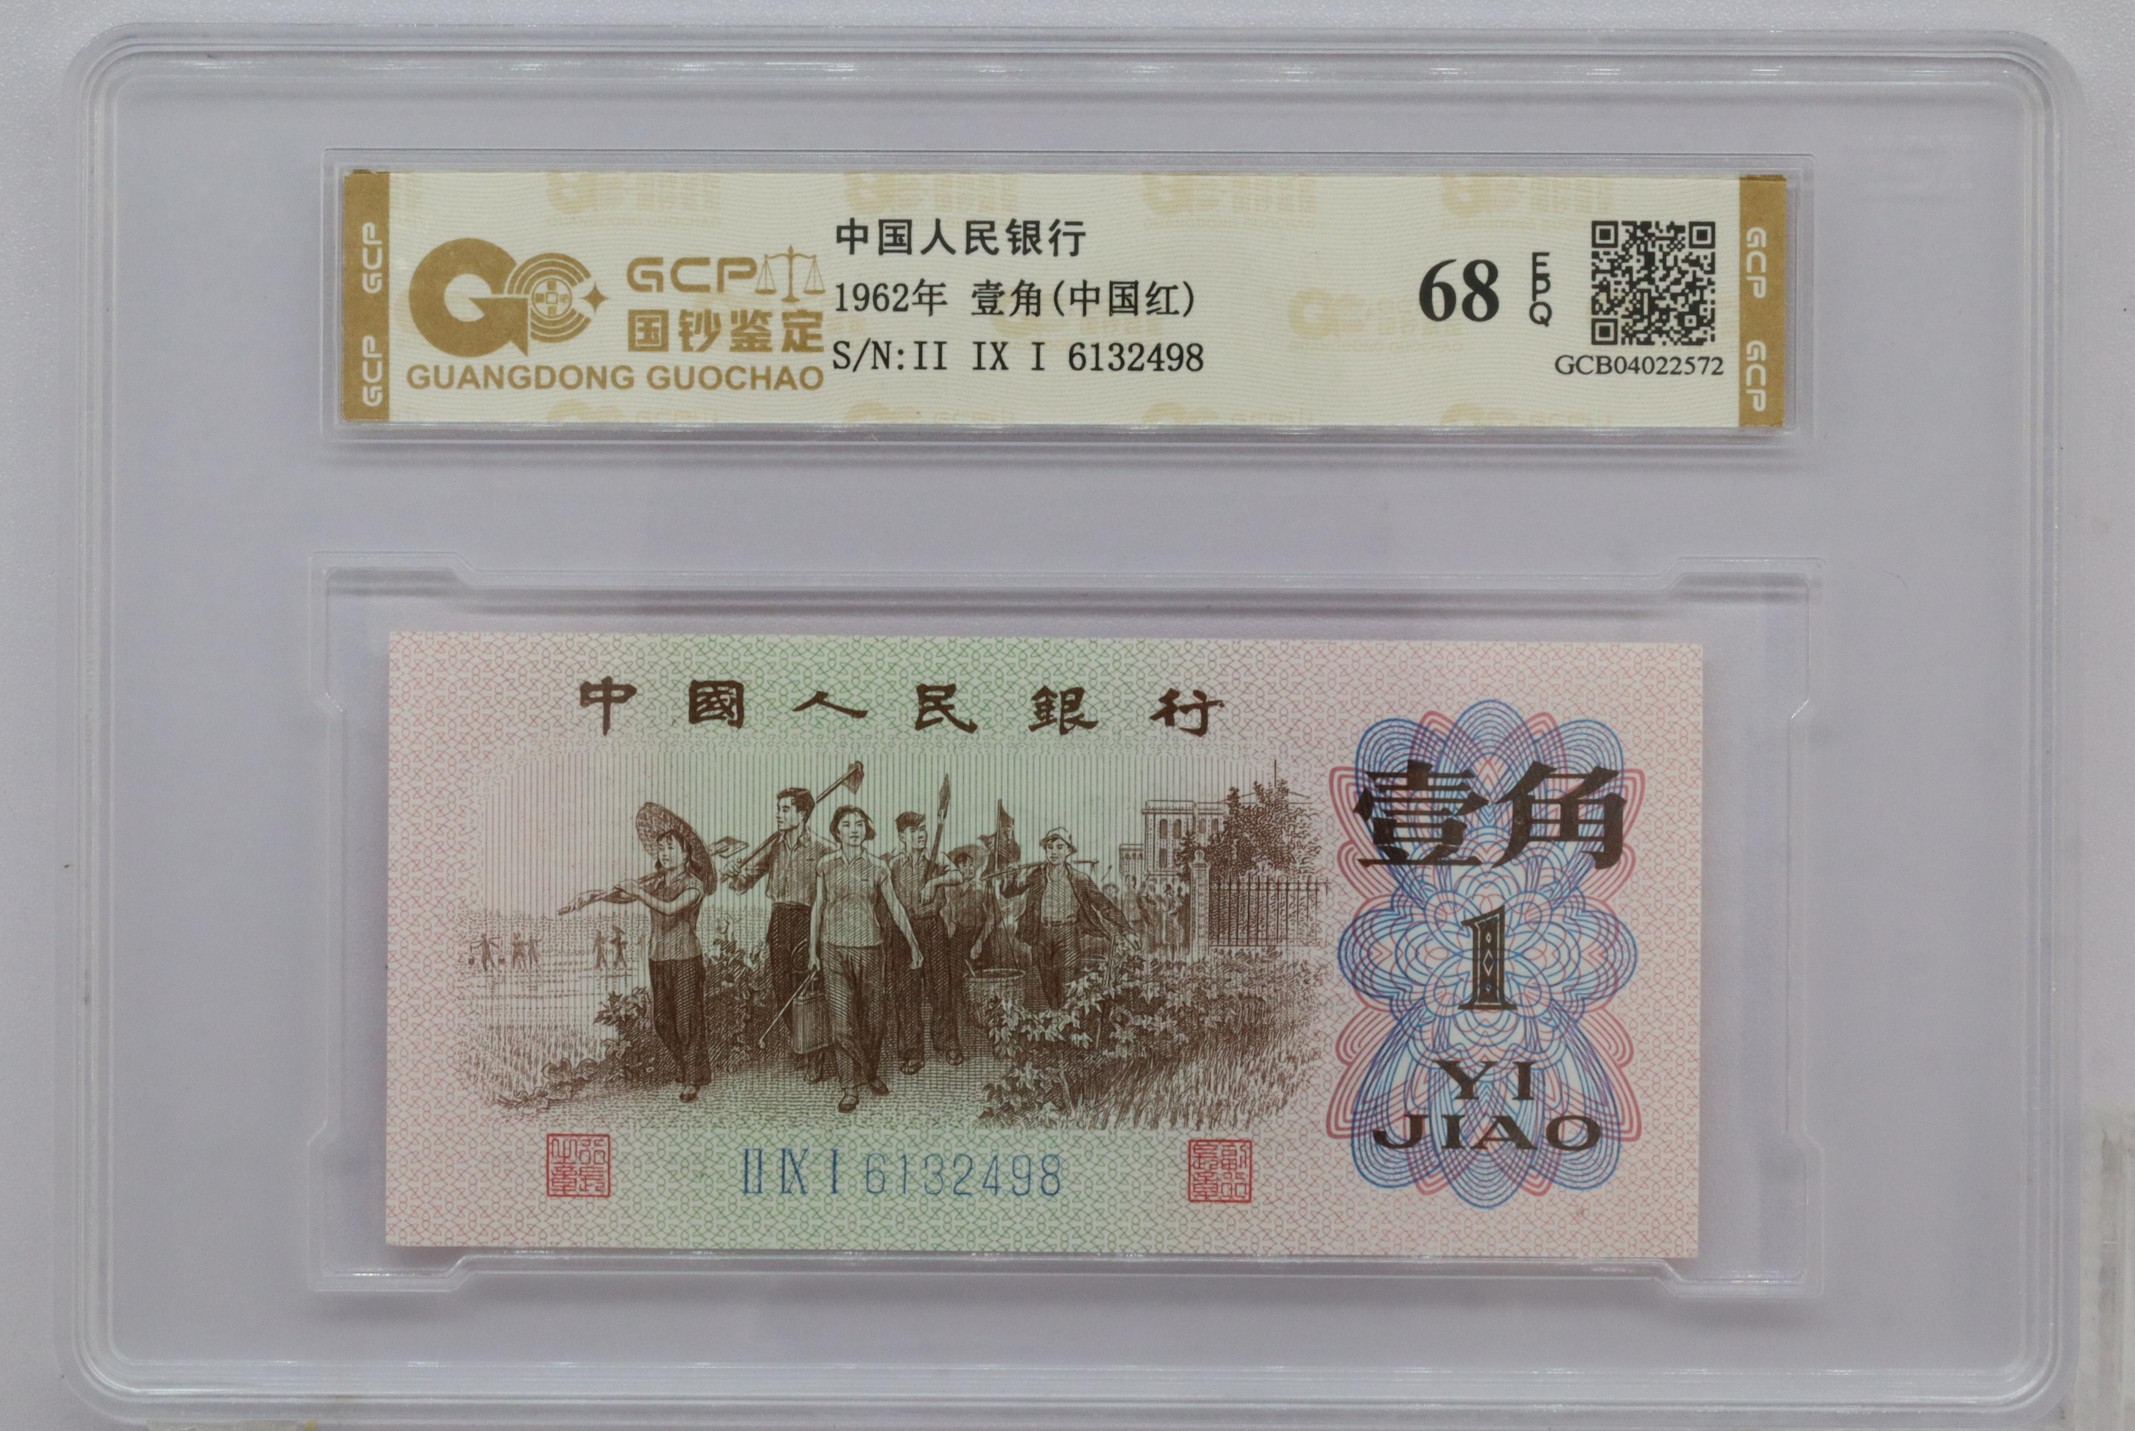 GCP GCP
GCP
国钞鉴定
GUANGDONG GUOCHAO
中国人民银行
1962年 壹角(中国红)
S/N:II IX I 6132498
68 EPQ
GCB04022572
GCP GCP
中國人民銀行
壹角
1
YI
JIAO
II IX I 6132498